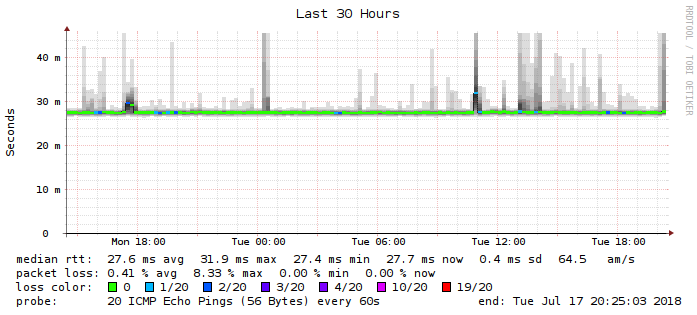 Last 30 Hours
RRDTOOL / TOBI OETIKER
Seconds
40 m
30 m
20 m
10 m
0
Mon 18:00 Tue 00:00 Tue 06:00 Tue 12:00 Tue 18:00
median rtt: 27.6 ms avg 31.9 ms max 27.4 ms min 27.7 ms now 0.4 ms sd 64.5 am/s
packet loss: 0.41 % avg 8.33 % max 0.00 % min 0.00 % now
loss color: 0 1/20 2/20 3/20 4/20 10/20 19/20
probe: 20 ICMP Echo Pings (56 Bytes) every 60s end: Tue Jul 17 20:25:03 2018